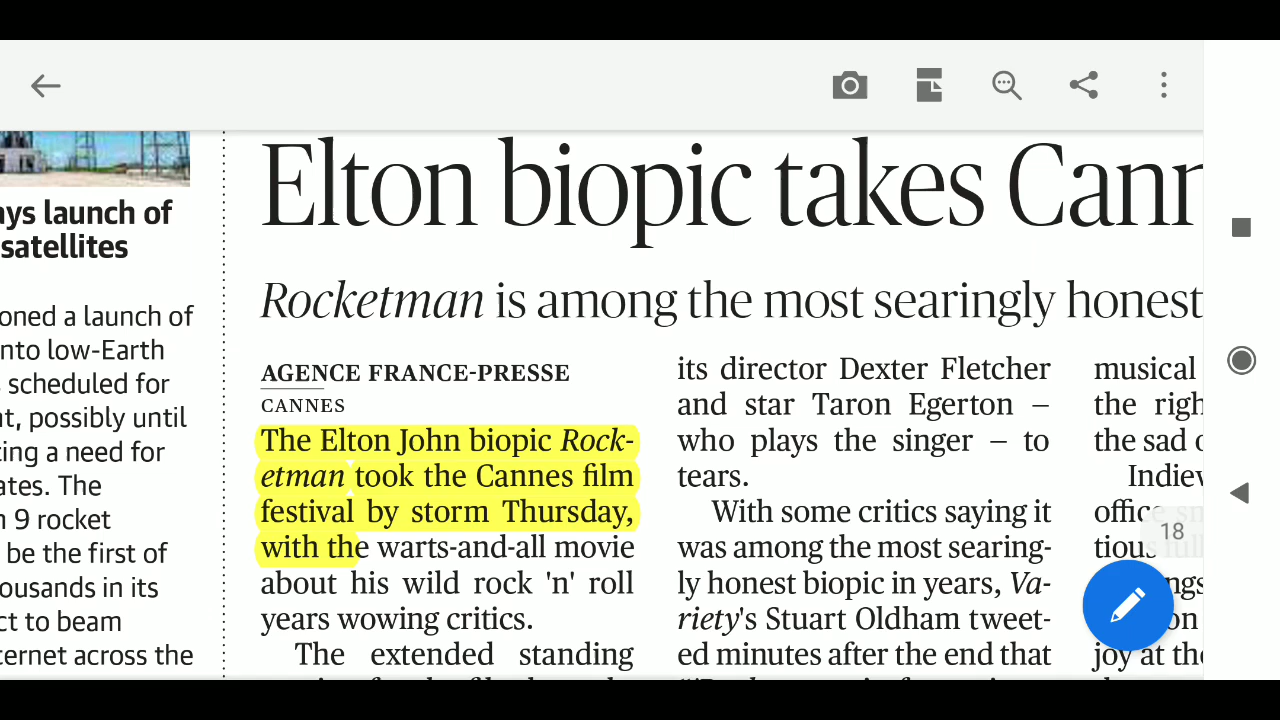 Elton biopic takes Cann
Rocketman is among the most searingly honest
ays launch of
satellites
oned a launch of
nto low-Earth
scheduled for
nt, possibly until
ing a need for
ates. The
n 9 rocket
be the first of
ousands in its
ct to beam
ternet across the
AGENCE FRANCE-PRESSE
CANNES
The Elton John biopic Rock-
etman took the Cannes film
festival by storm Thursday,
with the warts-and-all movie
about his wild rock 'n' roll
years wowing critics.
The extended standing
its director Dexter Fletcher
and star Taron Egerton –
who plays the singer – to
tears.
With some critics saying it
was among the most searing-
ly honest biopic in years, Va-
riety's Stuart Oldham tweet-
ed minutes after the end that
musical
the righ
the sad
Indiew
office
tious
ngs
on
joy at the
18